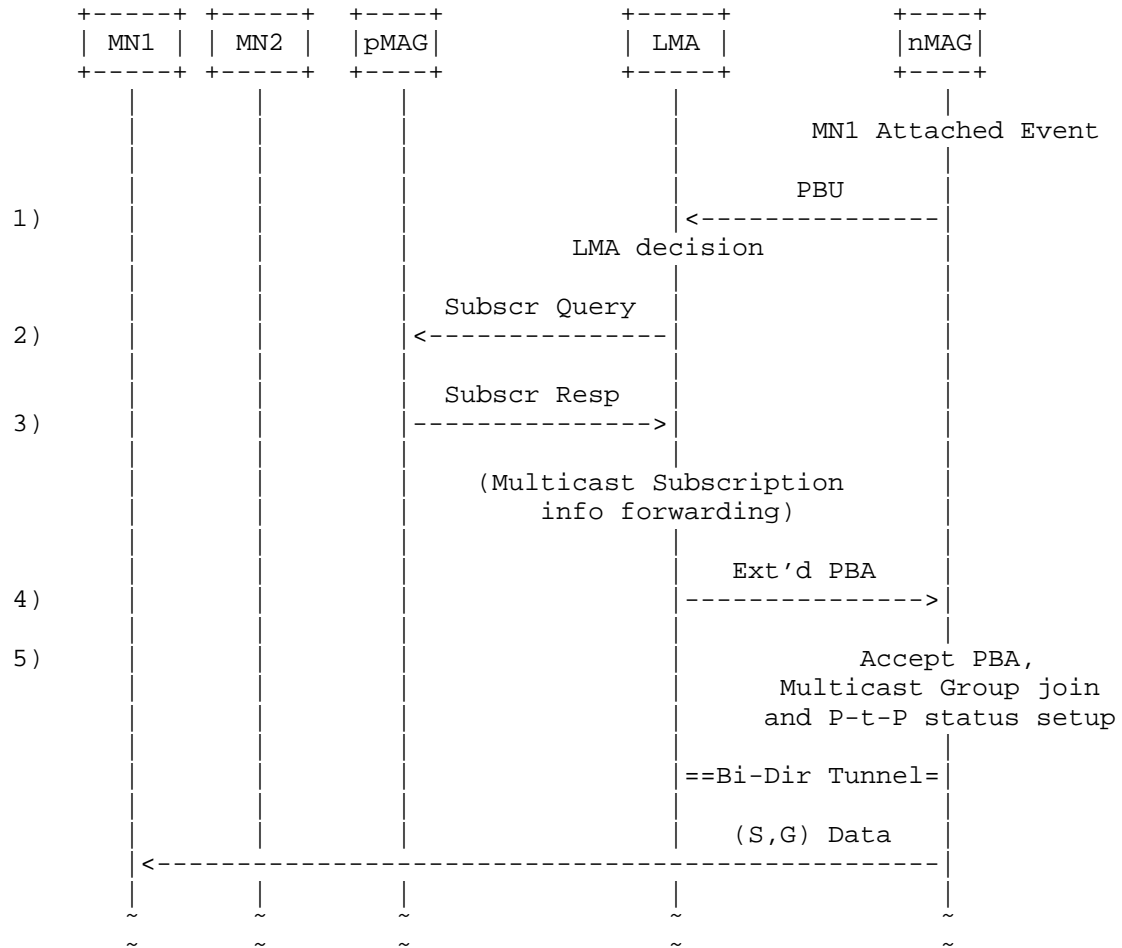 MN1 MN2 pMAG LMA nMAG
MN1 Attached Event
PBU
1)
LMA decision
Subscr Query
2)
Subscr Resp
3)
(Multicast Subscription
info forwarding)
Ext'd PBA
4)
5) Accept PBA,
Multicast Group join
and P-t-P status setup
==Bi-Dir Tunnel=
(S,G) Data